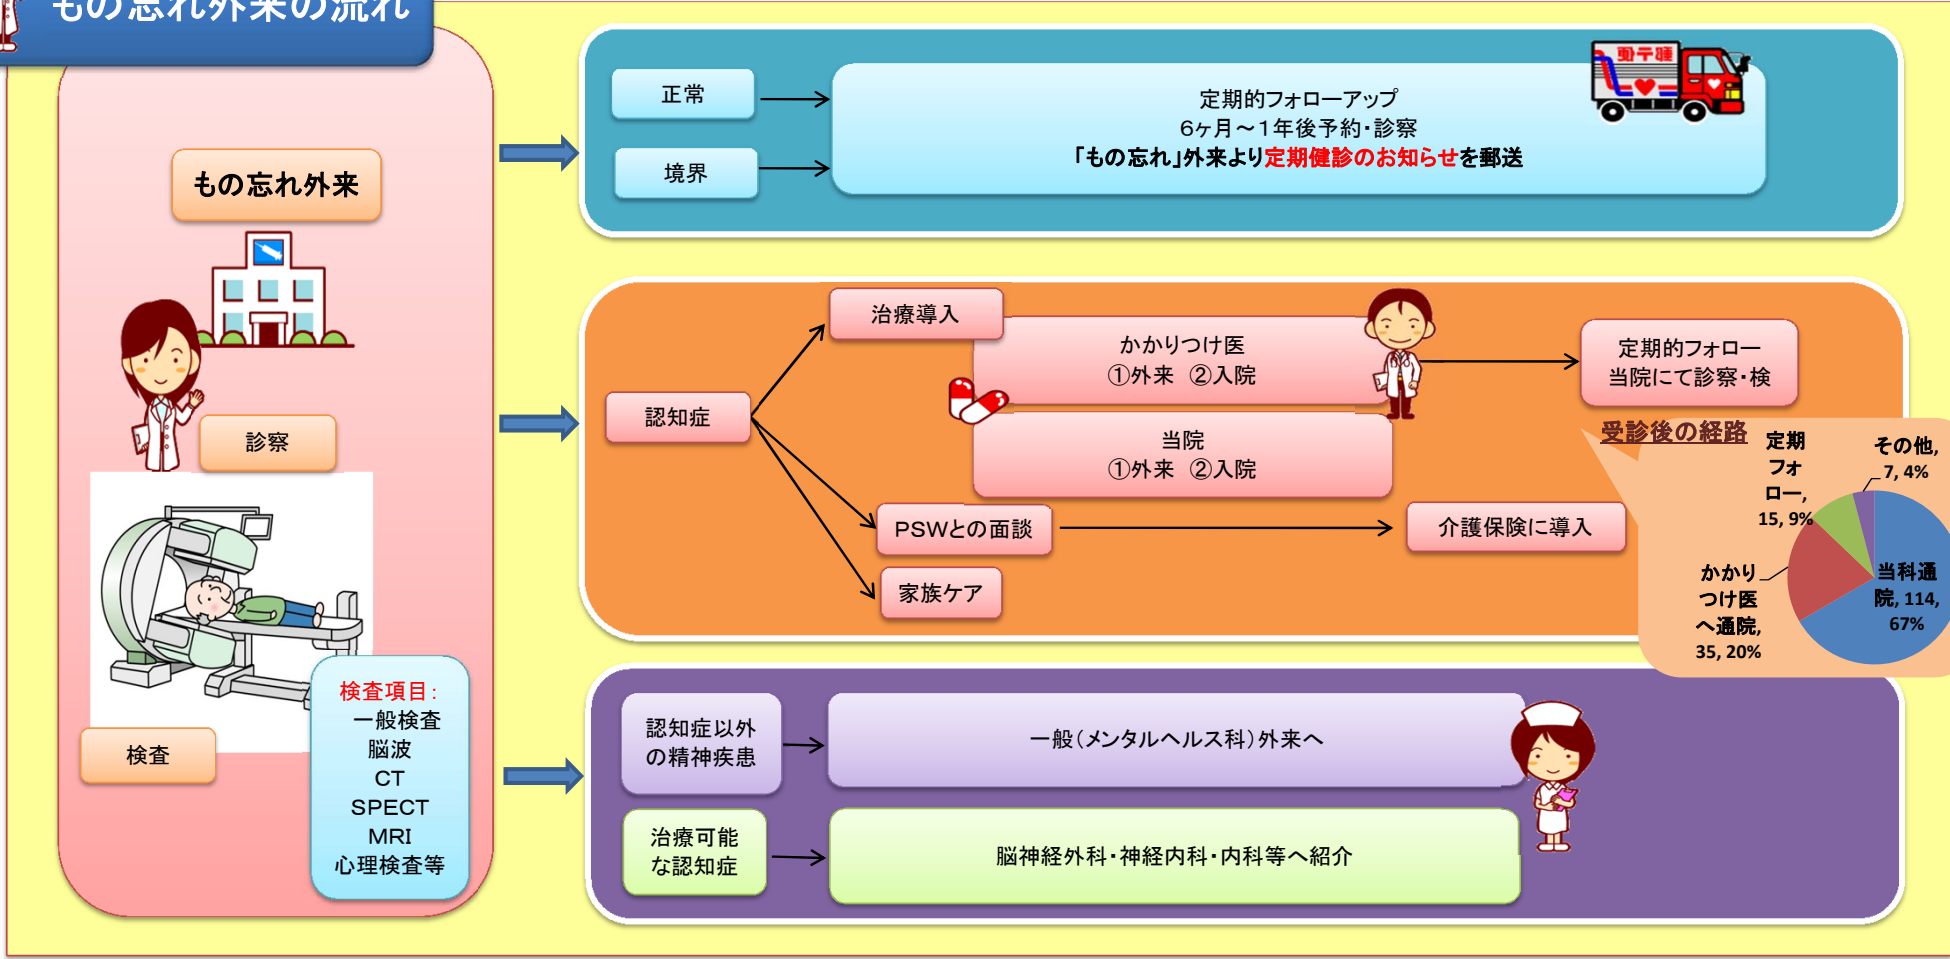 もの忘れ外来の流れ
もの忘れ外来
診察
検査
検査項目:
一般検査
脳波
CT
SPECT
MRI
心理検査等
正常
境界
定期的フォローアップ
6ヶ月~1年後予約・診察
「もの忘れ」外来より定期健診のお知らせを郵送
認知症
治療導入
かかりつけ医
①外来 ②入院
当院
①外来 ②入院
定期的フォロー
当院にて診察・検
PSWとの面談
介護保険に導入
家族ケア
受診後の経路
定期
フォ
ロー,
15, 9%
その他,
7, 4%
かかり
つけ医
へ通院,
35, 20%
当科通
院, 114,
67%
認知症以外
の精神疾患
一般(メンタルヘルス科)外来へ
治療可能
な認知症
脳神経外科・神経内科・内科等へ紹介